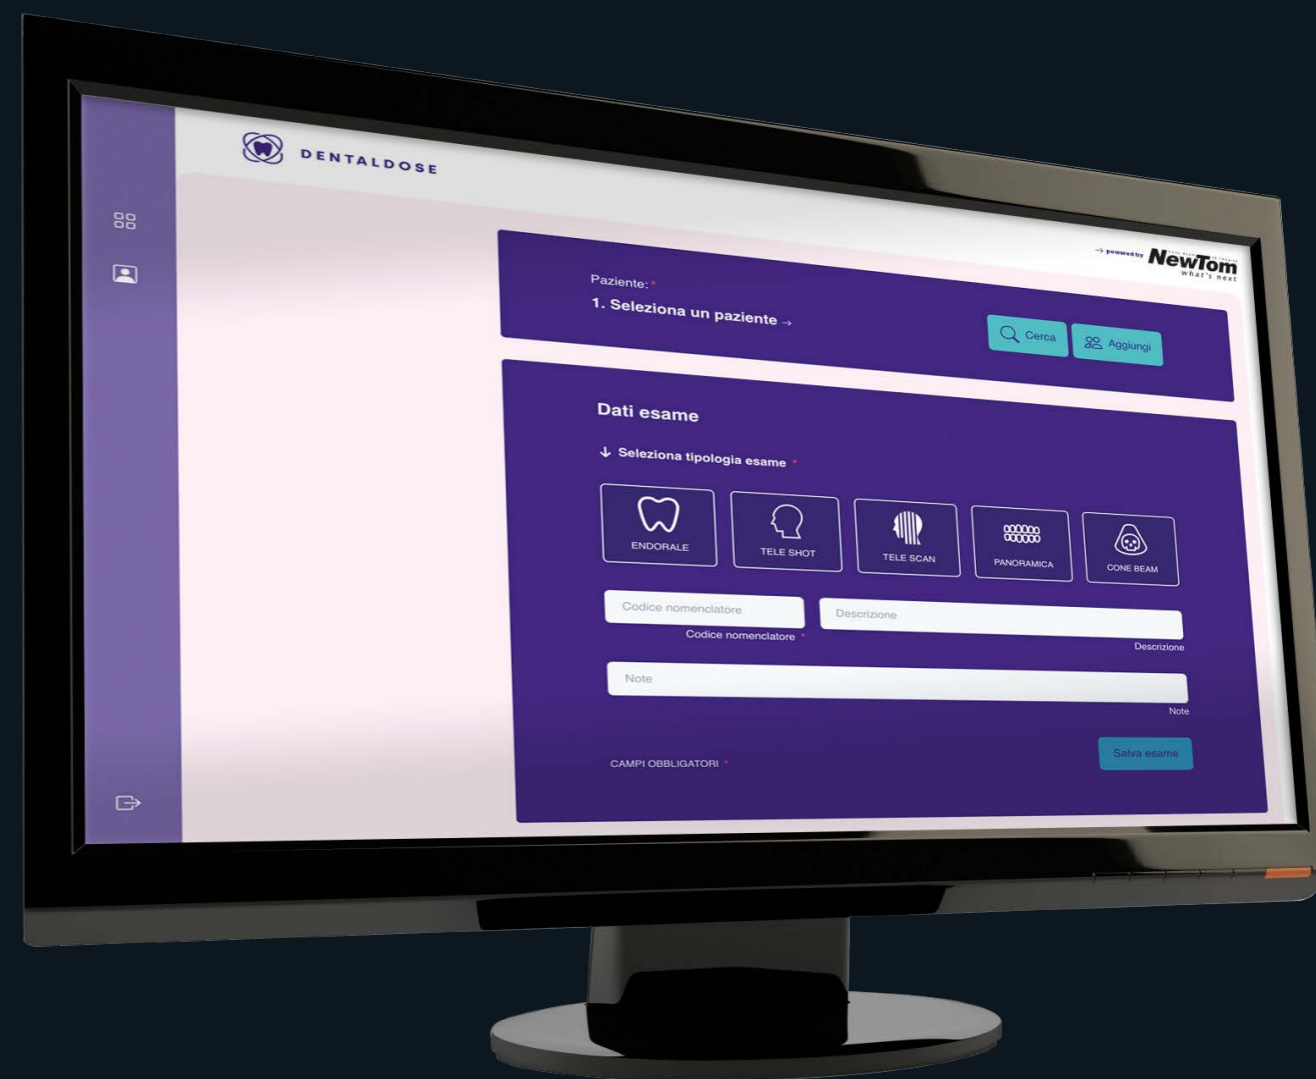 DENTALDOSE
→ powered by NewTom
what's next
Paziente: *
1. Seleziona un paziente →
Cerca
Aggiungi
Dati esame
↓ Seleziona tipologia esame *
ENDORALE
TELE SHOT
TELE SCAN
PANORAMICA
CONE BEAM
Codice nomenclatore
Descrizione
Codice nomenclatore *
Descrizione
Note
Note
CAMPI OBBLIGATORI *
Salva esame